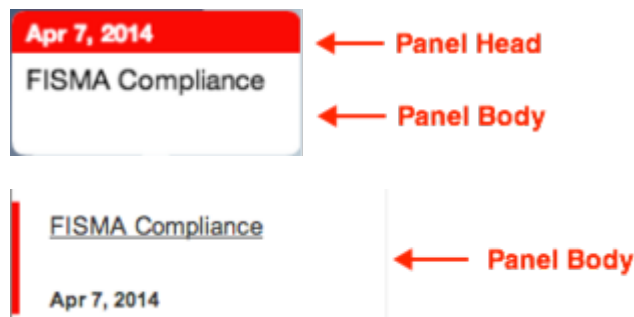 Apr 7, 2014
Panel Head
FISMA Compliance
Panel Body
FISMA Compliance
Panel Body
Apr 7, 2014